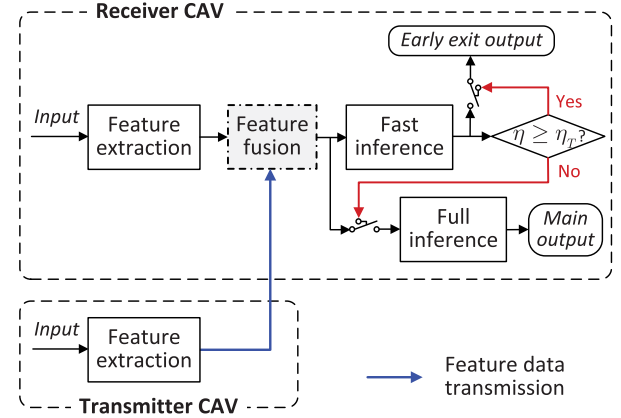 Receiver CAV
Early exit output
Input
Feature
extraction
Feature
fusion
Fast
inference
η ≥ η_T?
Yes
No
Full
inference
Main
output
Input
Feature
extraction
Feature data
transmission
Transmitter CAV